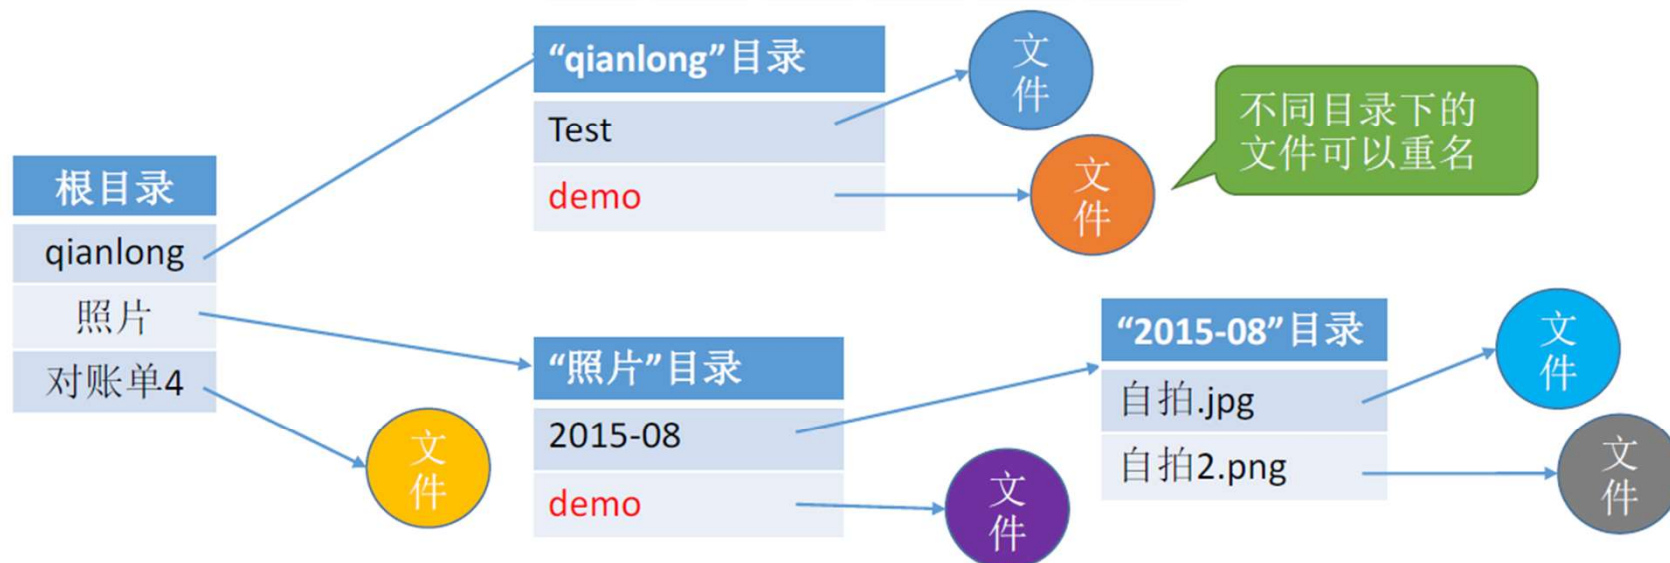 根目录
qianlong
照片
对账单4
文
件
“qianlong”目录
Test
demo
文
件
文
件
不同目录下的
文件可以重名
“照片”目录
2015-08
demo
文
件
“2015-08”目录
自拍.jpg
自拍2.png
文
件
文
件